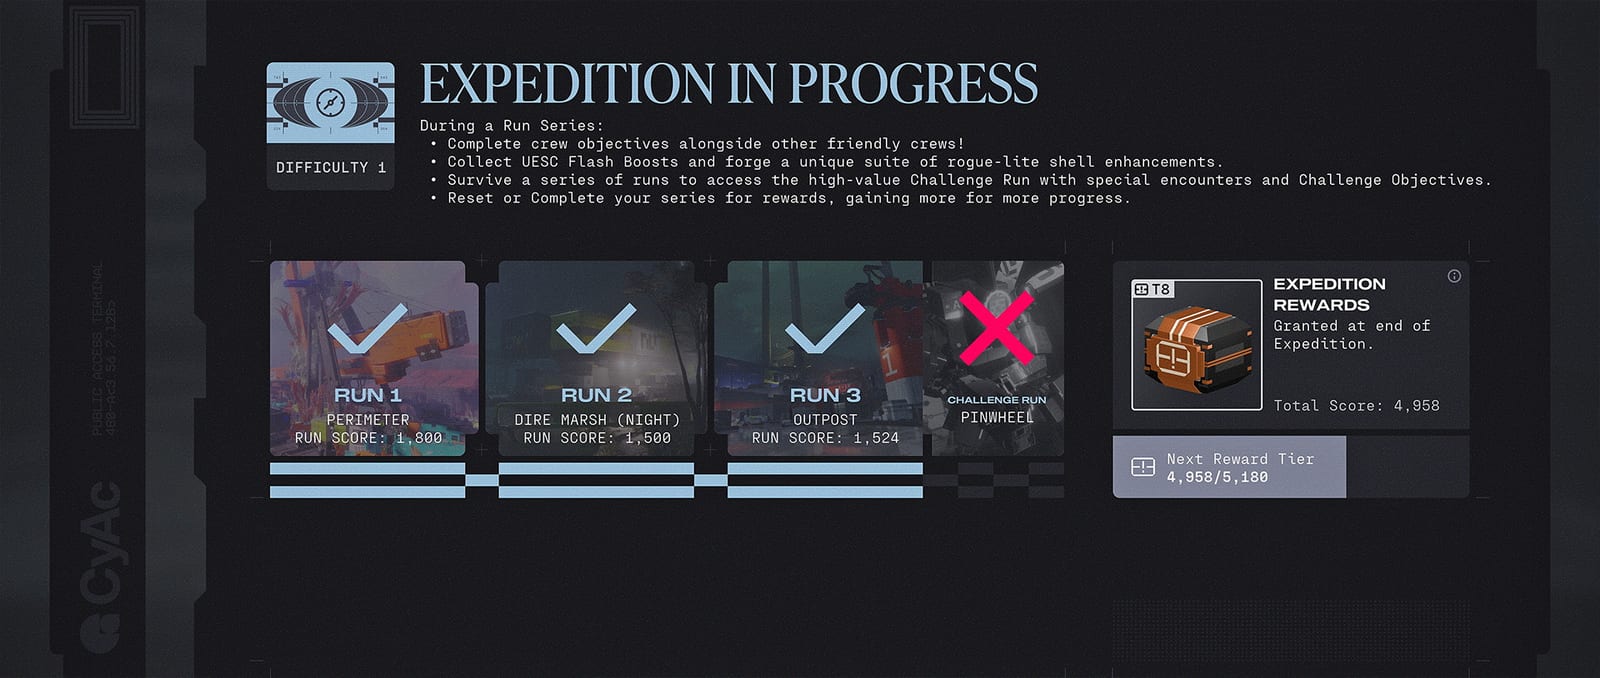 EXPEDITION IN PROGRESS
DIFFICULTY 1
During a Run Series:
• Complete crew objectives alongside other friendly crews!
• Collect UESC Flash Boosts and forge a unique suite of rogue-lite shell enhancements.
• Survive a series of runs to access the high-value Challenge Run with special encounters and Challenge Objectives.
• Reset or Complete your series for rewards, gaining more for more progress.
RUN 1
PERIMETER
RUN SCORE: 1,800
RUN 2
DIRE MARSH (NIGHT)
RUN SCORE: 1,500
RUN 3
OUTPOST
RUN SCORE: 1,524
CHALLENGE RUN
PINWHEEL
T8
EXPEDITION
REWARDS
Granted at end of
Expedition.
Total Score: 4,958
Next Reward Tier
4,958/5,180
PUBLIC ACCESS TERMINAL
CyAc